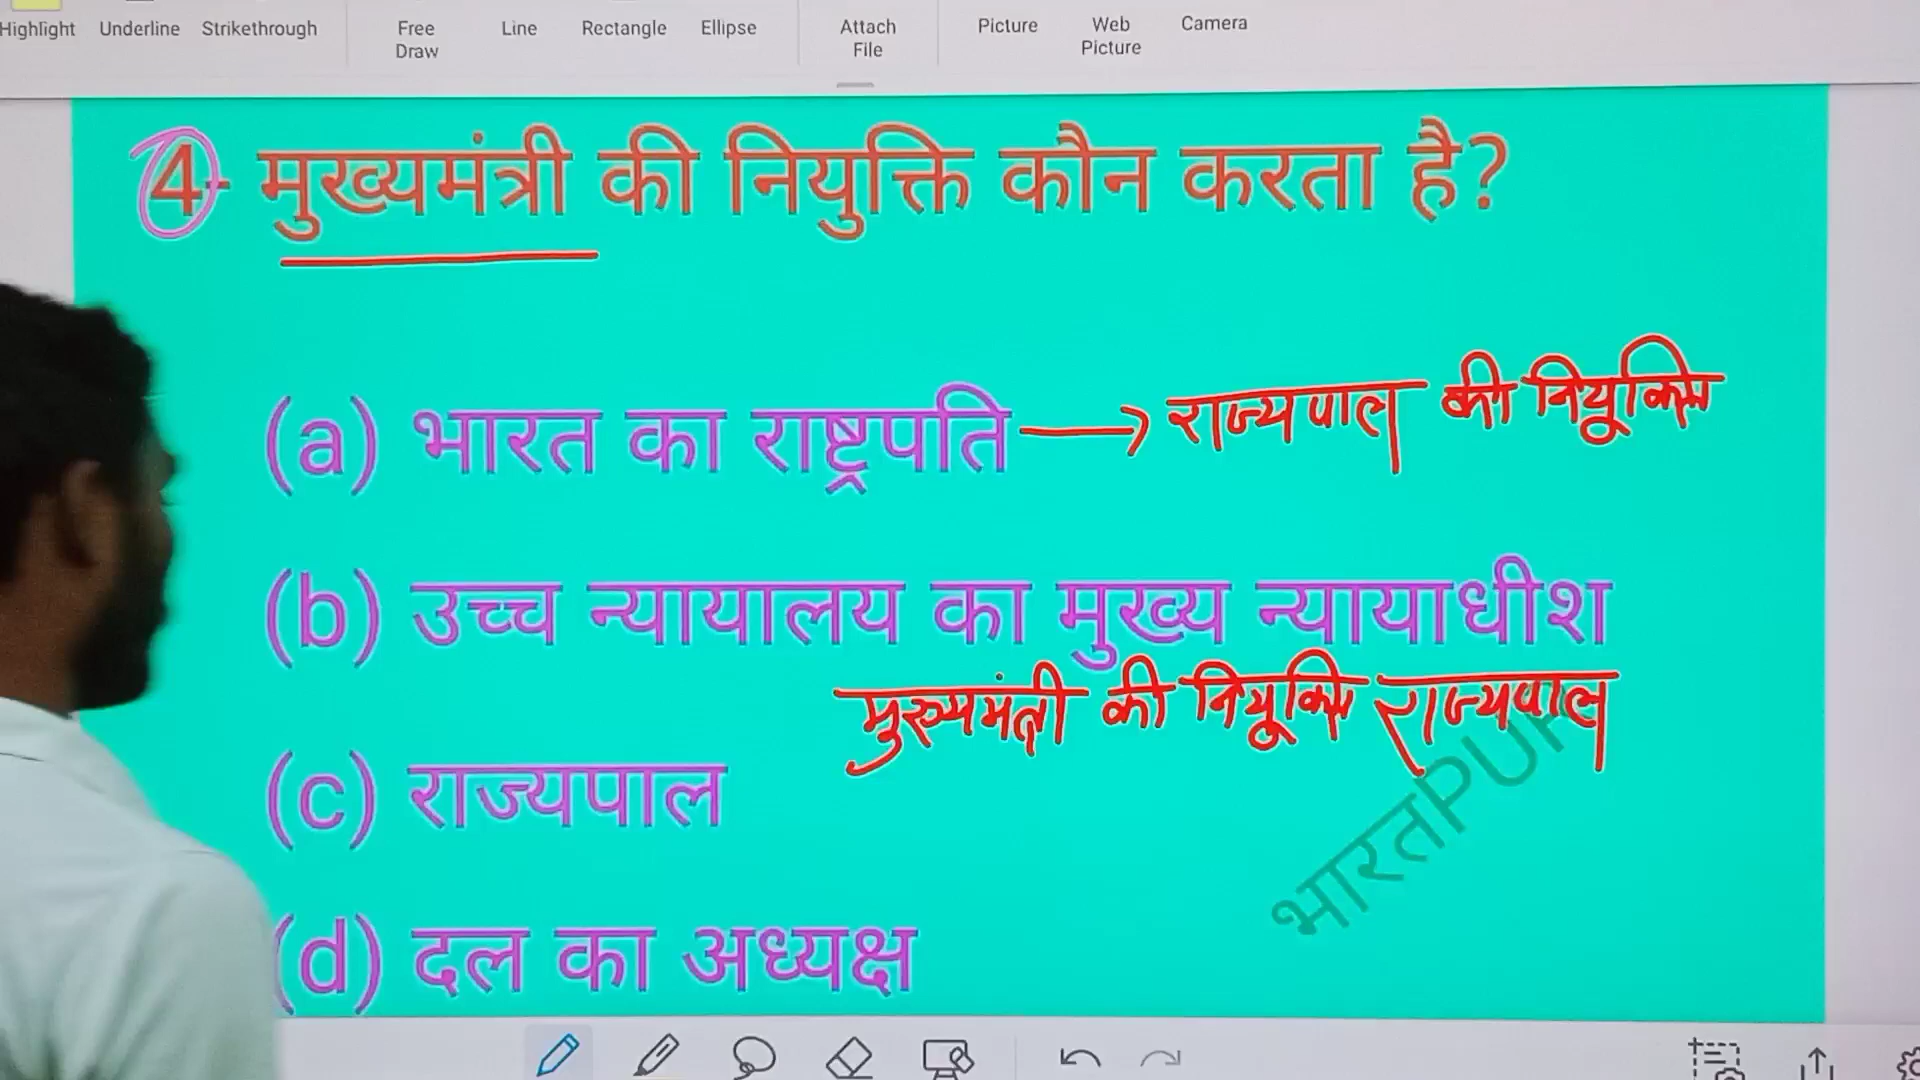 Highlight Underline Strikethrough Free Draw Line Rectangle Ellipse Attach File Picture Web Picture Camera
4- मुख्यमंत्री की नियुक्ति कौन करता है?
(a) भारत का राष्ट्रपति → राज्यपाल की नियुक्ति
(b) उच्च न्यायालय का मुख्य न्यायाधीश
मुख्यमंत्री की नियुक्ति राज्यपाल
(c) राज्यपाल
(d) दल का अध्यक्ष